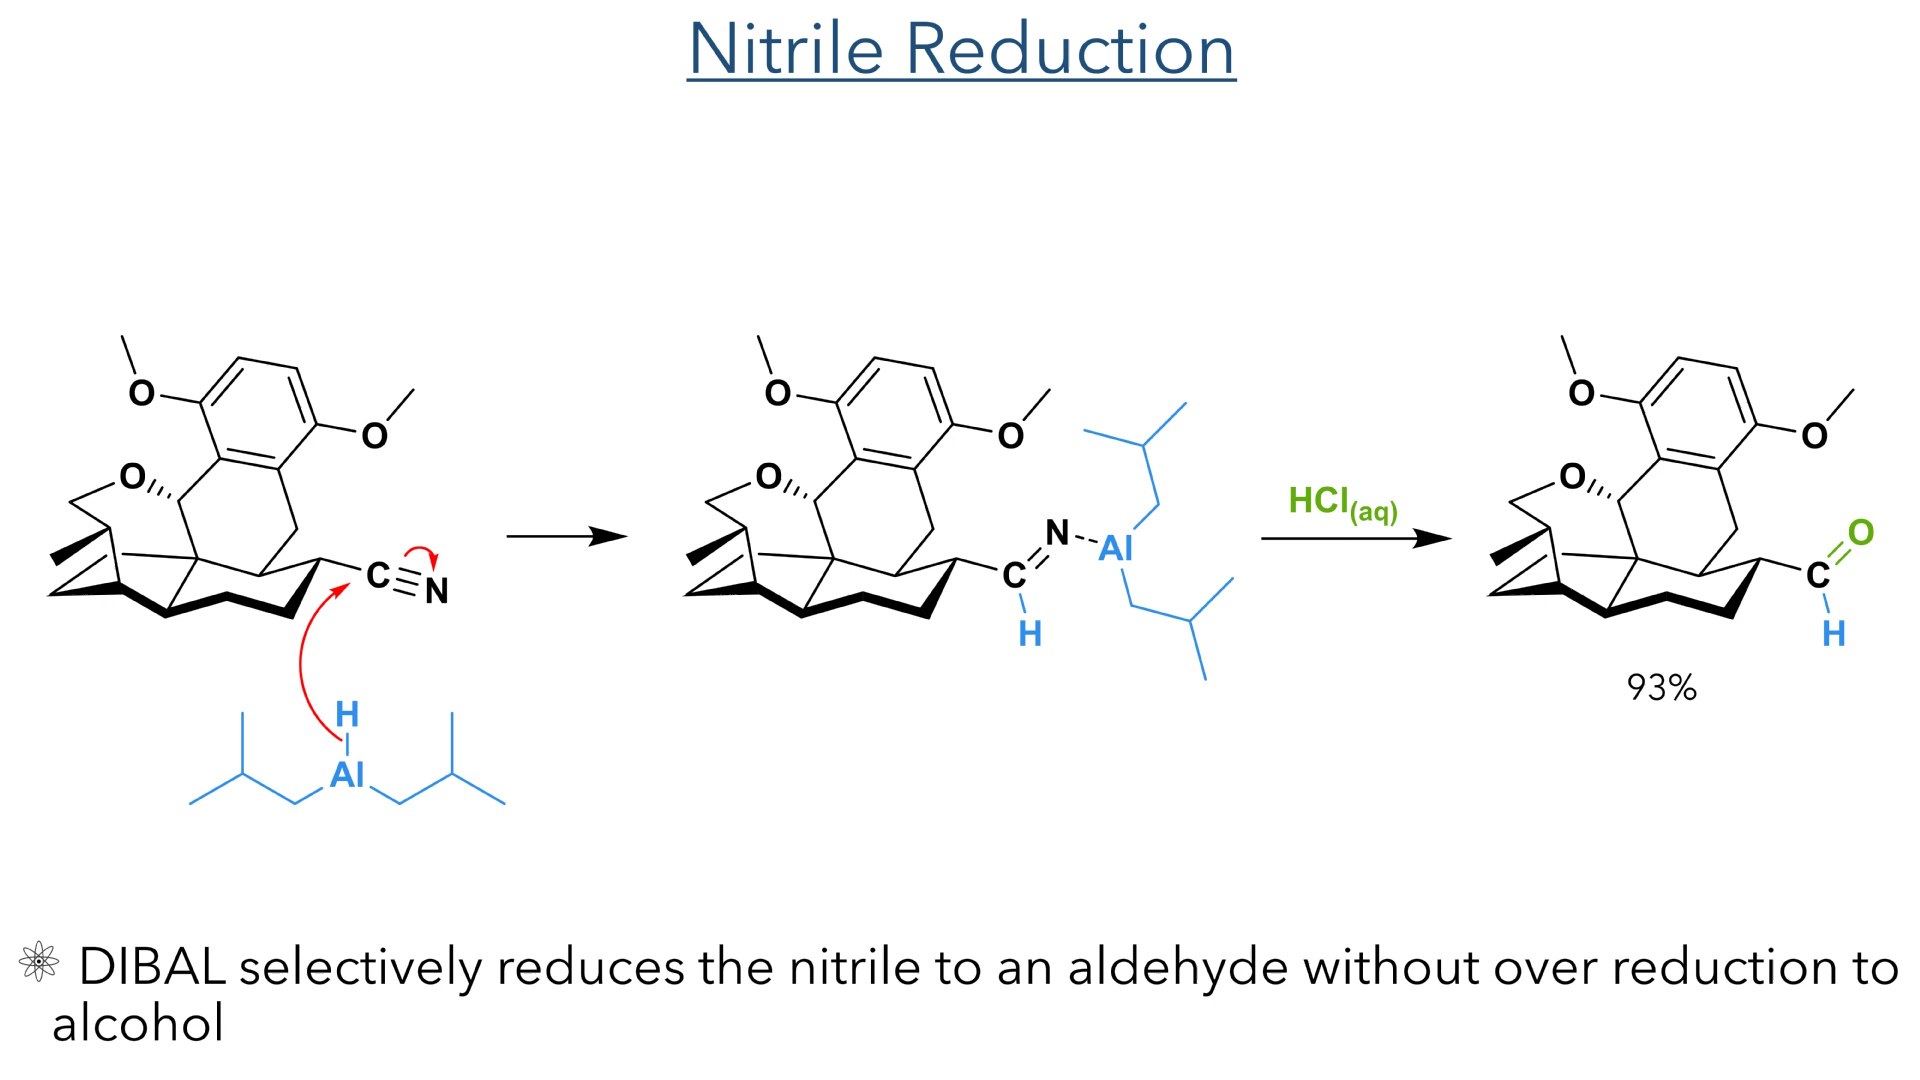 Nitrile Reduction
O
O
O
C
N
H
Al
O
O
O
N
Al
C
H
HCl(aq)
O
O
O
O
C
H
93%
DIBAL selectively reduces the nitrile to an aldehyde without over reduction to
alcohol